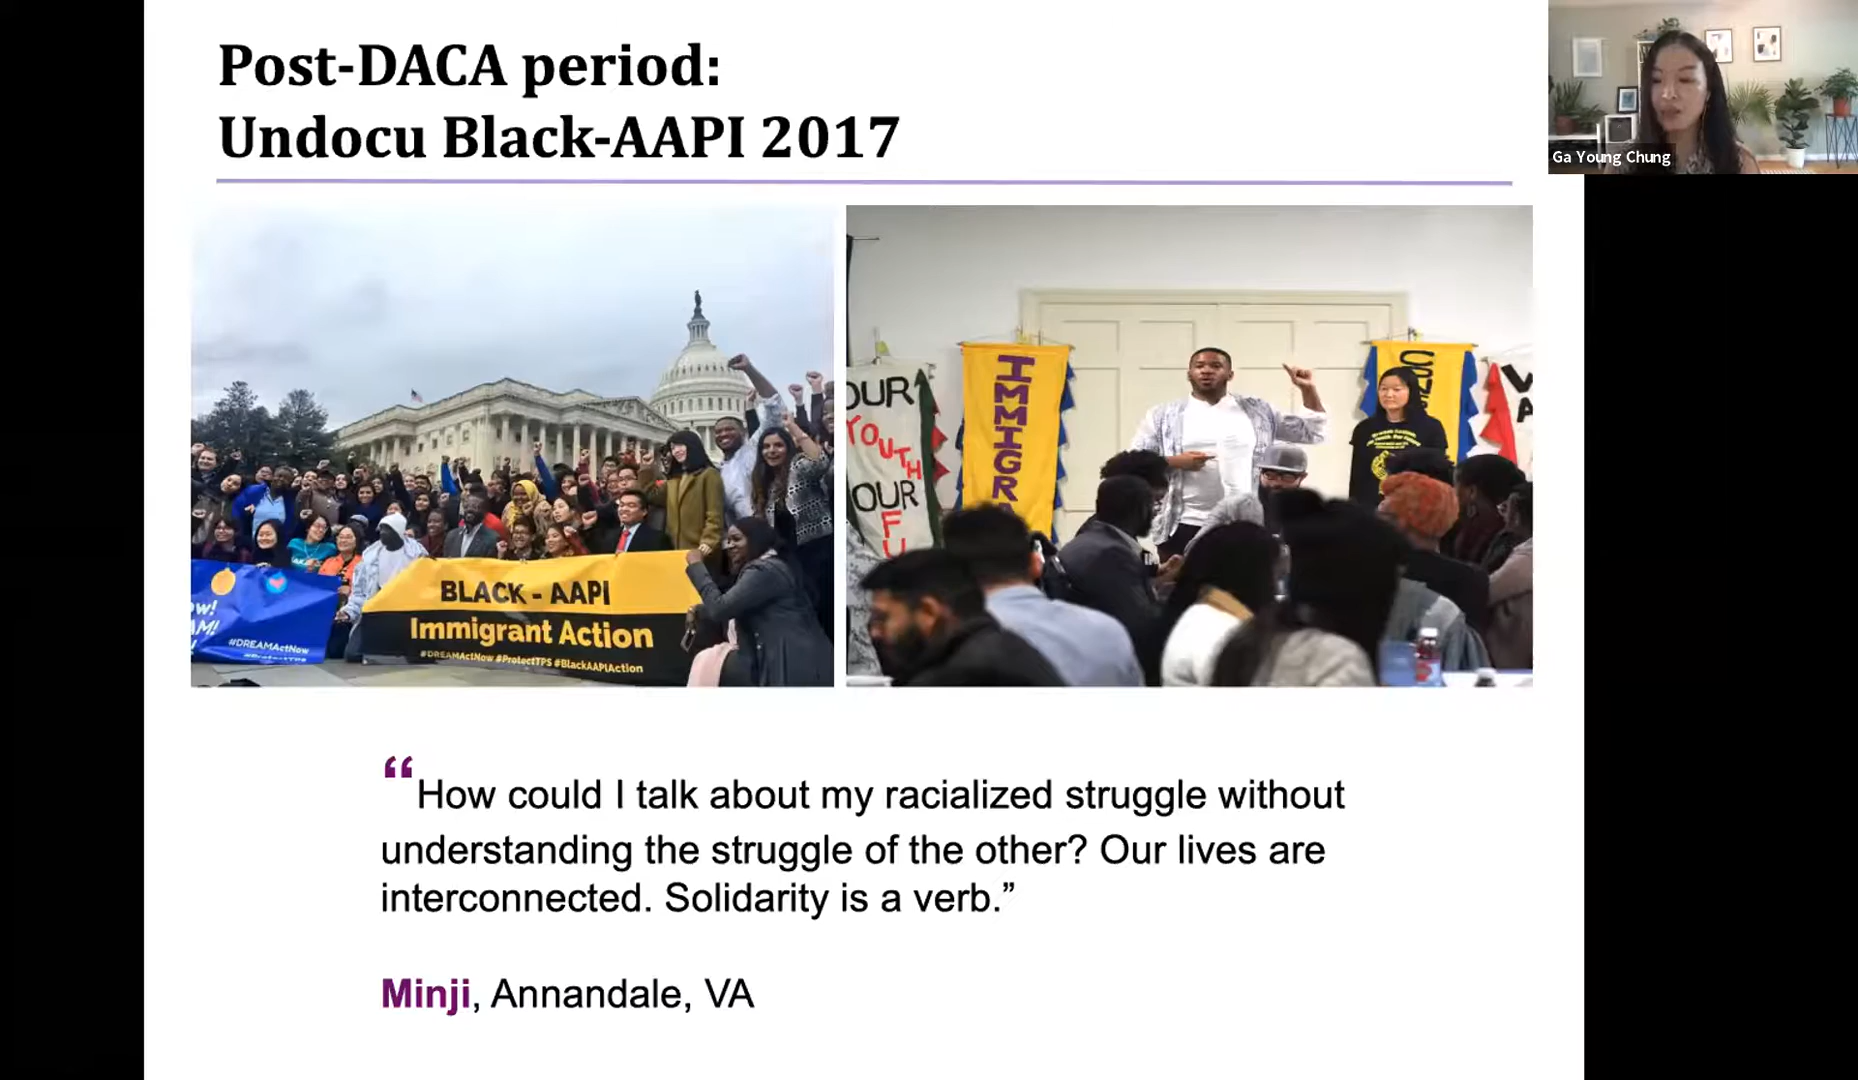 Post-DACA period:
Undocu Black-AAPI 2017
Ga Young Chung
#DREAMActNow
BLACK - AAPI
Immigrant Action
#DREAMActNow #ProtectTPS #BlackAAPIAction
OUR
YOUTH
OUR
FU
IMMIGRA
“How could I talk about my racialized struggle without
understanding the struggle of the other? Our lives are
interconnected. Solidarity is a verb.”
Minji, Annandale, VA